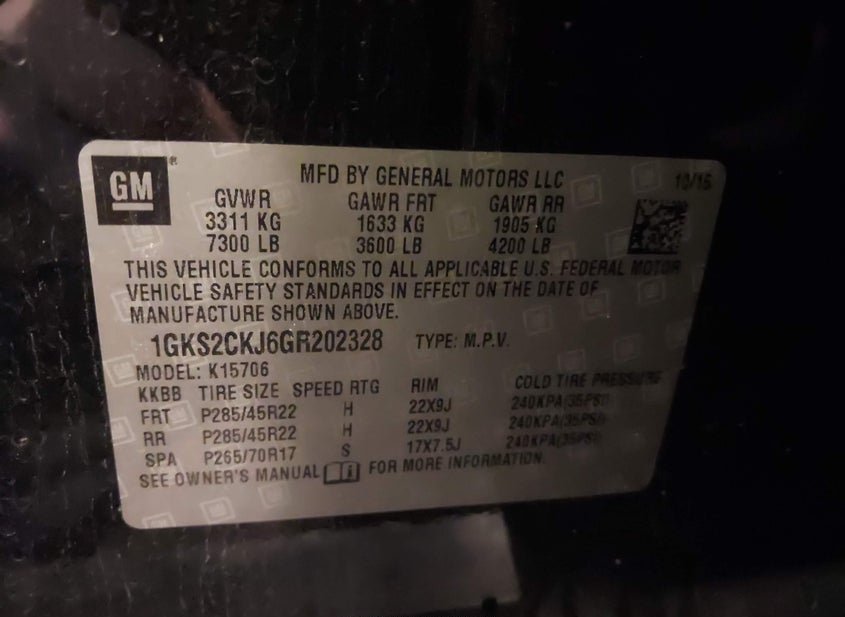 GM
MFD BY GENERAL MOTORS LLC 10/15
GVWR GAWR FRT GAWR RR
3311 KG 1633 KG 1905 KG
7300 LB 3600 LB 4200 LB
THIS VEHICLE CONFORMS TO ALL APPLICABLE U.S. FEDERAL MOTOR
VEHICLE SAFETY STANDARDS IN EFFECT ON THE DATE OF
MANUFACTURE SHOWN ABOVE.
1GKS2CKJ6GR202328 TYPE: M.P.V.
MODEL: K15706
KKBB TIRE SIZE SPEED RTG RIM COLD TIRE PRESSURE
FRT P285/45R22 H 22X9J 240KPA(35PSI)
RR P285/45R22 H 22X9J 240KPA(35PSI)
SPA P265/70R17 S 17X7.5J 240KPA(35PSI)
SEE OWNER'S MANUAL FOR MORE INFORMATION.